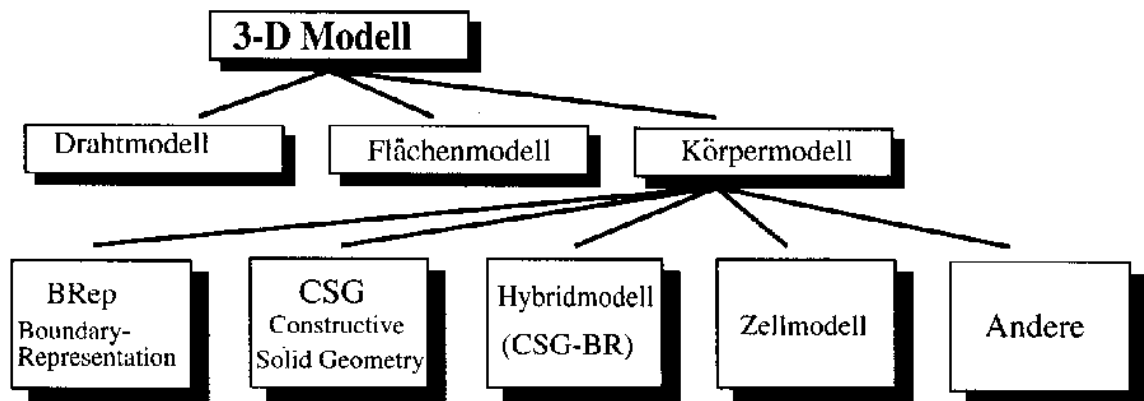 3-D Modell
Drahtmodell
Flächenmodell
Körpermodell
BRep
Boundary-
Representation
CSG
Constructive
Solid Geometry
Hybridmodell
(CSG-BR)
Zellmodell
Andere